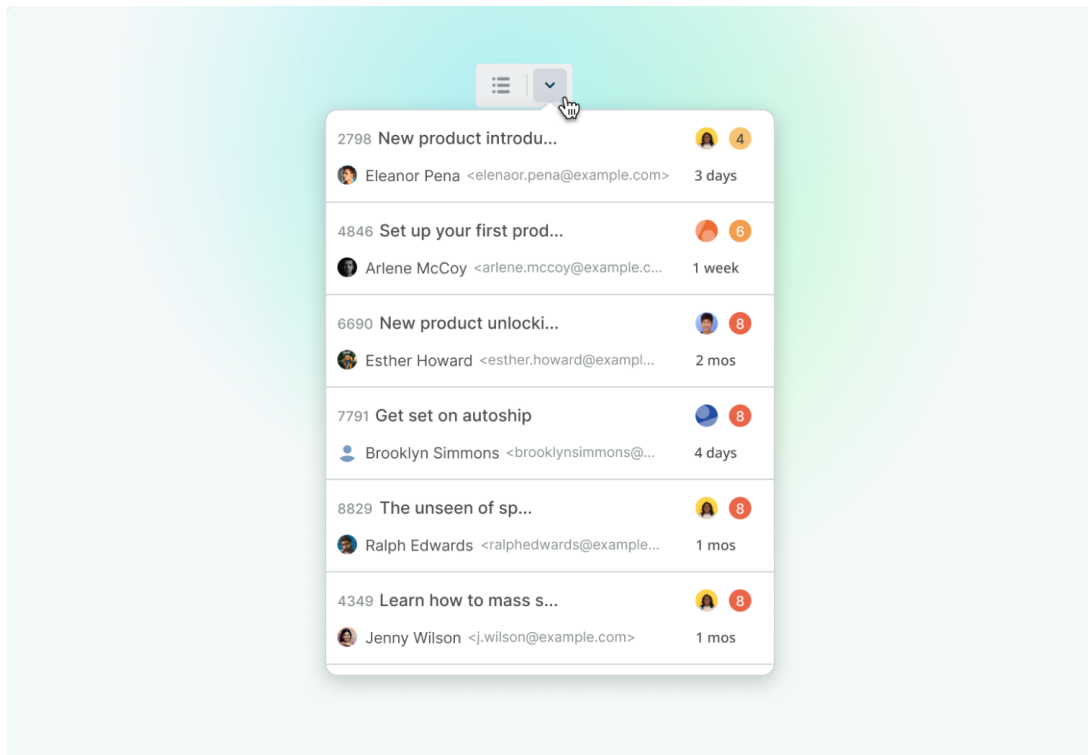 2798 New product introdu... 4
Eleanor Pena <elenaor.pena@example.com> 3 days
4846 Set up your first prod... 6
Arlene McCoy <arlene.mccoy@example.c... 1 week
6690 New product unlocki... 8
Esther Howard <esther.howard@exampl... 2 mos
7791 Get set on autoship 8
Brooklyn Simmons <brooklynsimmons@... 4 days
8829 The unseen of sp... 8
Ralph Edwards <ralphedwards@example... 1 mos
4349 Learn how to mass s... 8
Jenny Wilson <j.wilson@example.com> 1 mos